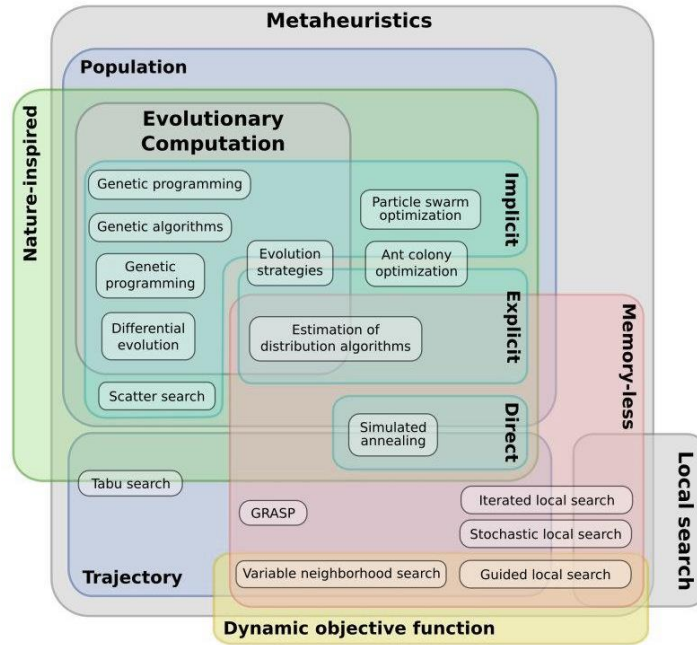 Metaheuristics
Population
Nature-inspired
Evolutionary
Computation
Implicit
Genetic programming
Particle swarm
optimization
Genetic algorithms
Evolution
strategies
Ant colony
optimization
Genetic
programming
Explicit
Memory-less
Differential
evolution
Estimation of
distribution algorithms
Scatter search
Direct
Simulated
annealing
Local search
Tabu search
Iterated local search
GRASP
Stochastic local search
Trajectory
Variable neighborhood search
Guided local search
Dynamic objective function